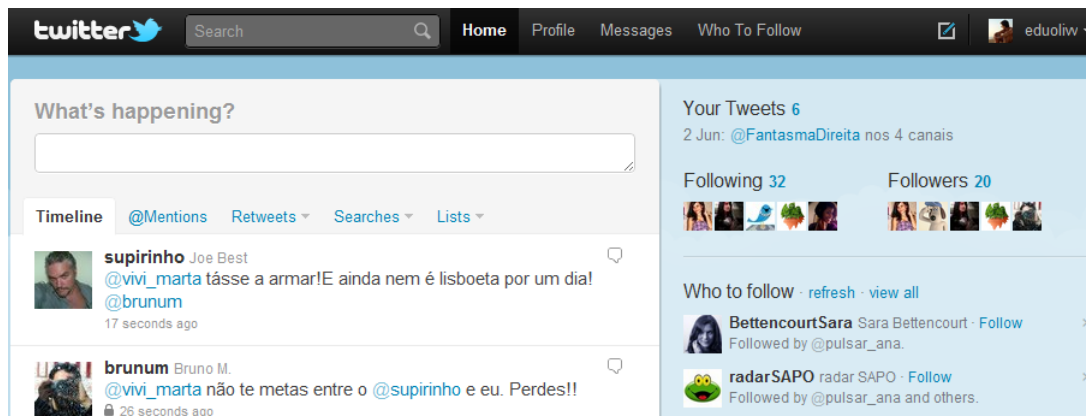 twitter Search Home Profile Messages Who To Follow eduoliw
What's happening?
Timeline @Mentions Retweets Searches Lists
supirinho Joe Best
@vivi_marta tásse a armar!E ainda nem é lisboeta por um dia!
@brunum
17 seconds ago
brunum Bruno M.
@vivi_marta não te metas entre o @supirinho e eu. Perdes!!
26 seconds ago
Your Tweets 6
2 Jun: @FantasmaDireita nos 4 canais
Following 32 Followers 20
Who to follow · refresh · view all
BettencourtSara Sara Bettencourt · Follow
Followed by @pulsar_ana.
radarSAPO radar SAPO · Follow
Followed by @pulsar_ana and others.